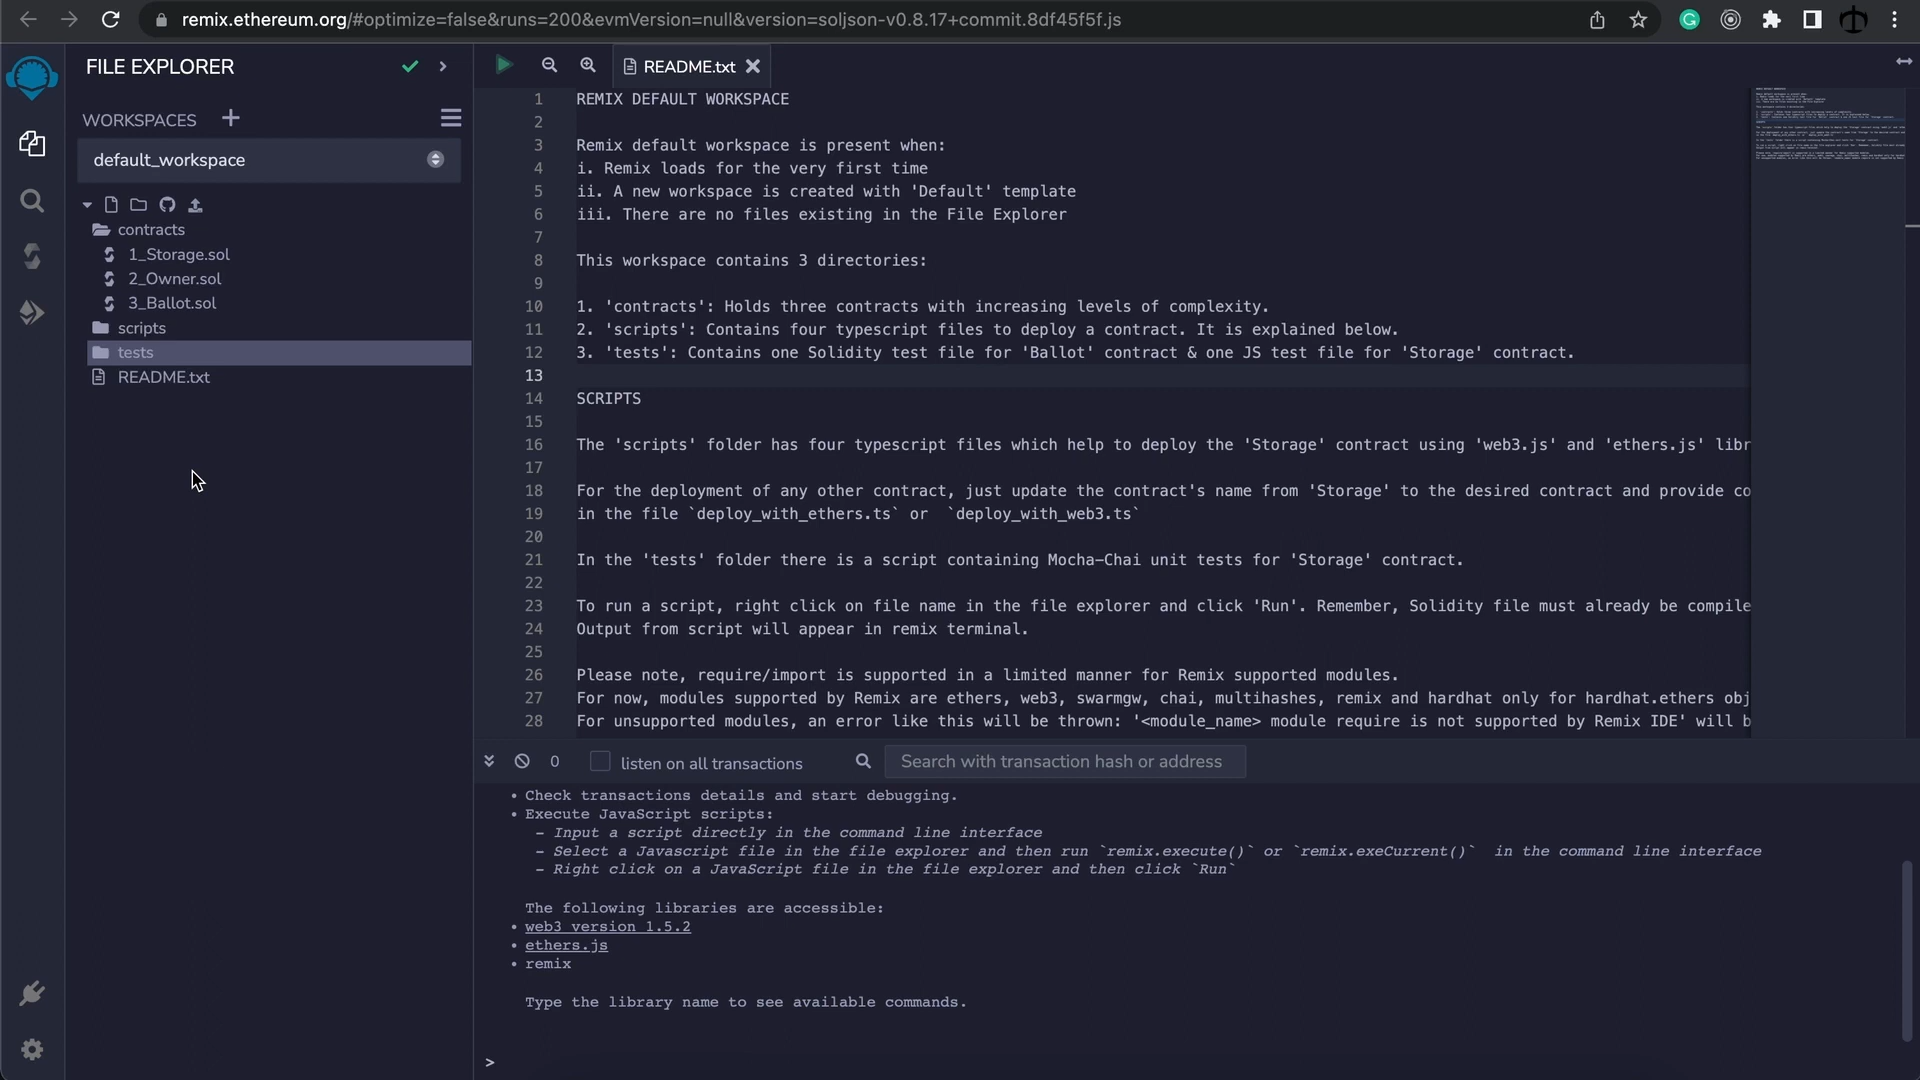 remix.ethereum.org/#optimize=false&runs=200&evmVersion=null&version=soljson-v0.8.17+commit.8df45f5f.js
FILE EXPLORER
WORKSPACES
default_workspace
contracts
1_Storage.sol
2_Owner.sol
3_Ballot.sol
scripts
tests
README.txt
README.txt
1 REMIX DEFAULT WORKSPACE
2
3 Remix default workspace is present when:
4 i. Remix loads for the very first time
5 ii. A new workspace is created with 'Default' template
6 iii. There are no files existing in the File Explorer
7
8 This workspace contains 3 directories:
9
10 1. 'contracts': Holds three contracts with increasing levels of complexity.
11 2. 'scripts': Contains four typescript files to deploy a contract. It is explained below.
12 3. 'tests': Contains one Solidity test file for 'Ballot' contract & one JS test file for 'Storage' contract.
13
14 SCRIPTS
15
16 The 'scripts' folder has four typescript files which help to deploy the 'Storage' contract using 'web3.js' and 'ethers.js' libr
17
18 For the deployment of any other contract, just update the contract's name from 'Storage' to the desired contract and provide co
19 in the file `deploy_with_ethers.ts` or  `deploy_with_web3.ts`
20
21 In the 'tests' folder there is a script containing Mocha-Chai unit tests for 'Storage' contract.
22
23 To run a script, right click on file name in the file explorer and click 'Run'. Remember, Solidity file must already be compile
24 Output from script will appear in remix terminal.
25
26 Please note, require/import is supported in a limited manner for Remix supported modules.
27 For now, modules supported by Remix are ethers, web3, swarmgw, chai, multihashes, remix and hardhat only for hardhat.ethers obj
28 For unsupported modules, an error like this will be thrown: '<module_name> module require is not supported by Remix IDE' will b
0 listen on all transactions Search with transaction hash or address
• Check transactions details and start debugging.
• Execute JavaScript scripts:
– Input a script directly in the command line interface
– Select a Javascript file in the file explorer and then run `remix.execute()` or `remix.exeCurrent()`  in the command line interface
– Right click on a JavaScript file in the file explorer and then click `Run`
The following libraries are accessible:
• web3 version 1.5.2
• ethers.js
• remix
Type the library name to see available commands.
>